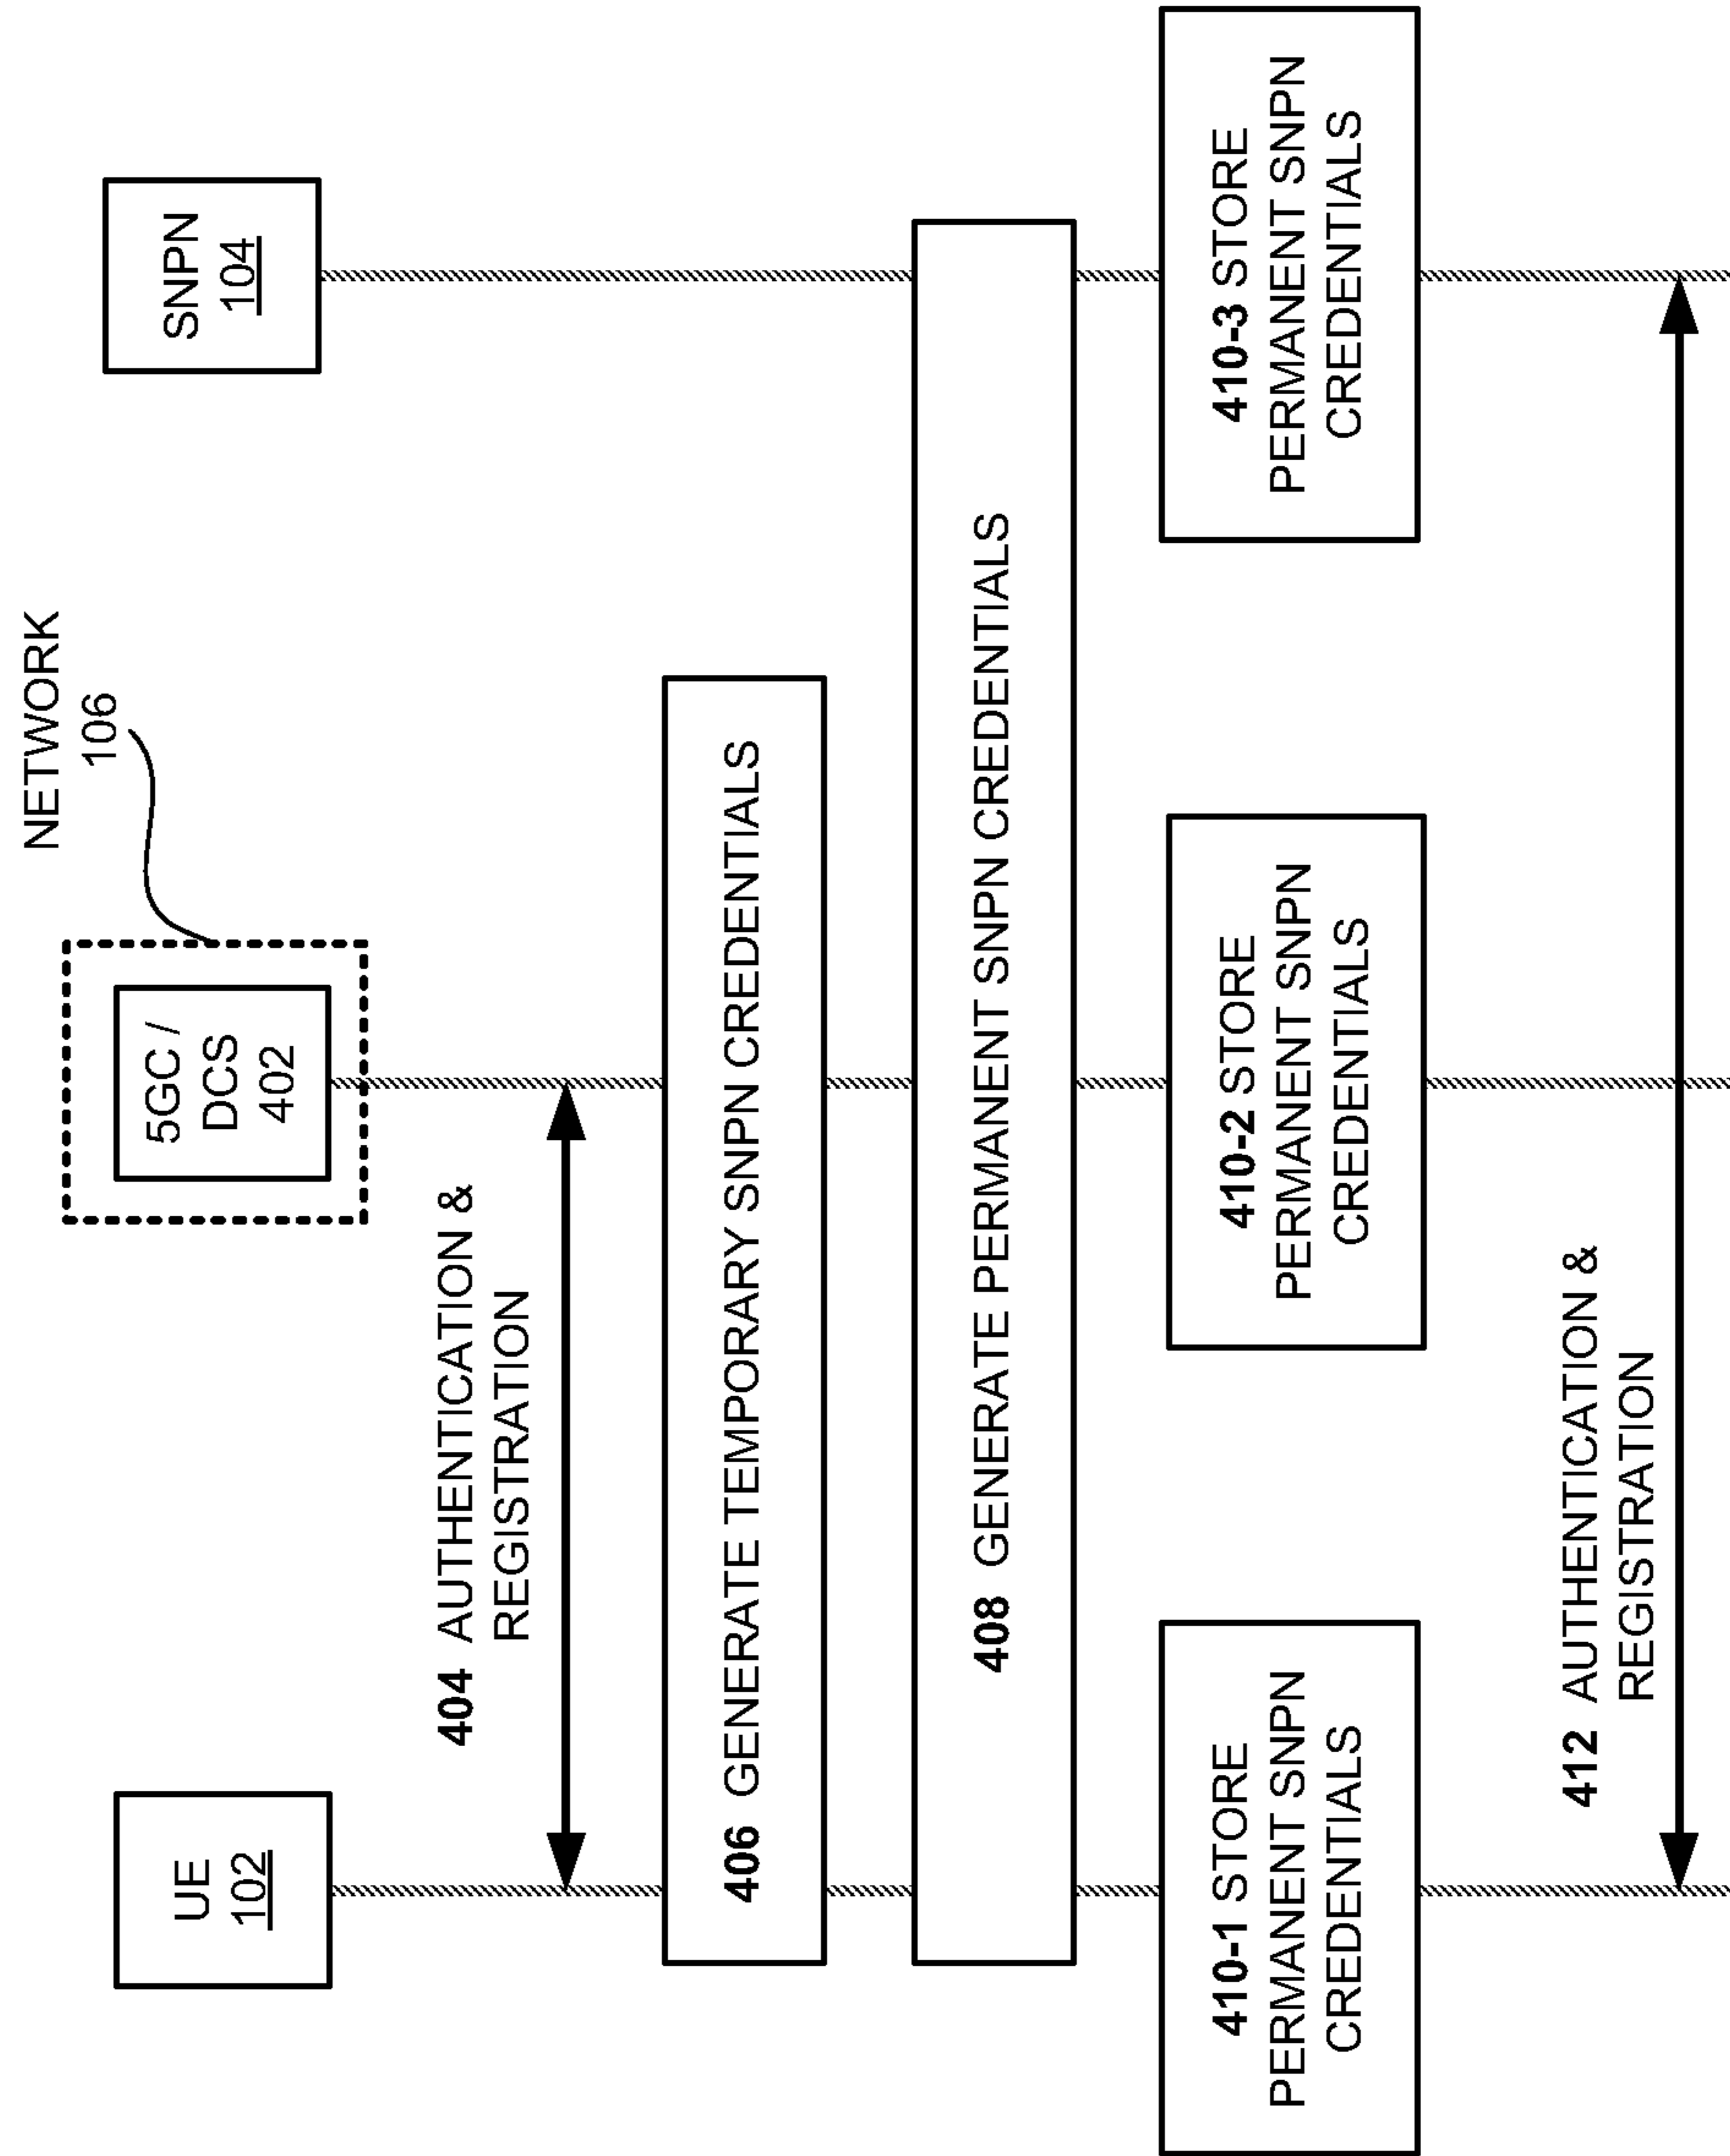 NETWORK
106
UE
102
5GC /
DCS
402
SNPN
104
404 AUTHENTICATION &
REGISTRATION
406 GENERATE TEMPORARY SNPN CREDENTIALS
408 GENERATE PERMANENT SNPN CREDENTIALS
410-1 STORE
PERMANENT SNPN
CREDENTIALS
410-2 STORE
PERMANENT SNPN
CREDENTIALS
410-3 STORE
PERMANENT SNPN
CREDENTIALS
412 AUTHENTICATION &
REGISTRATION